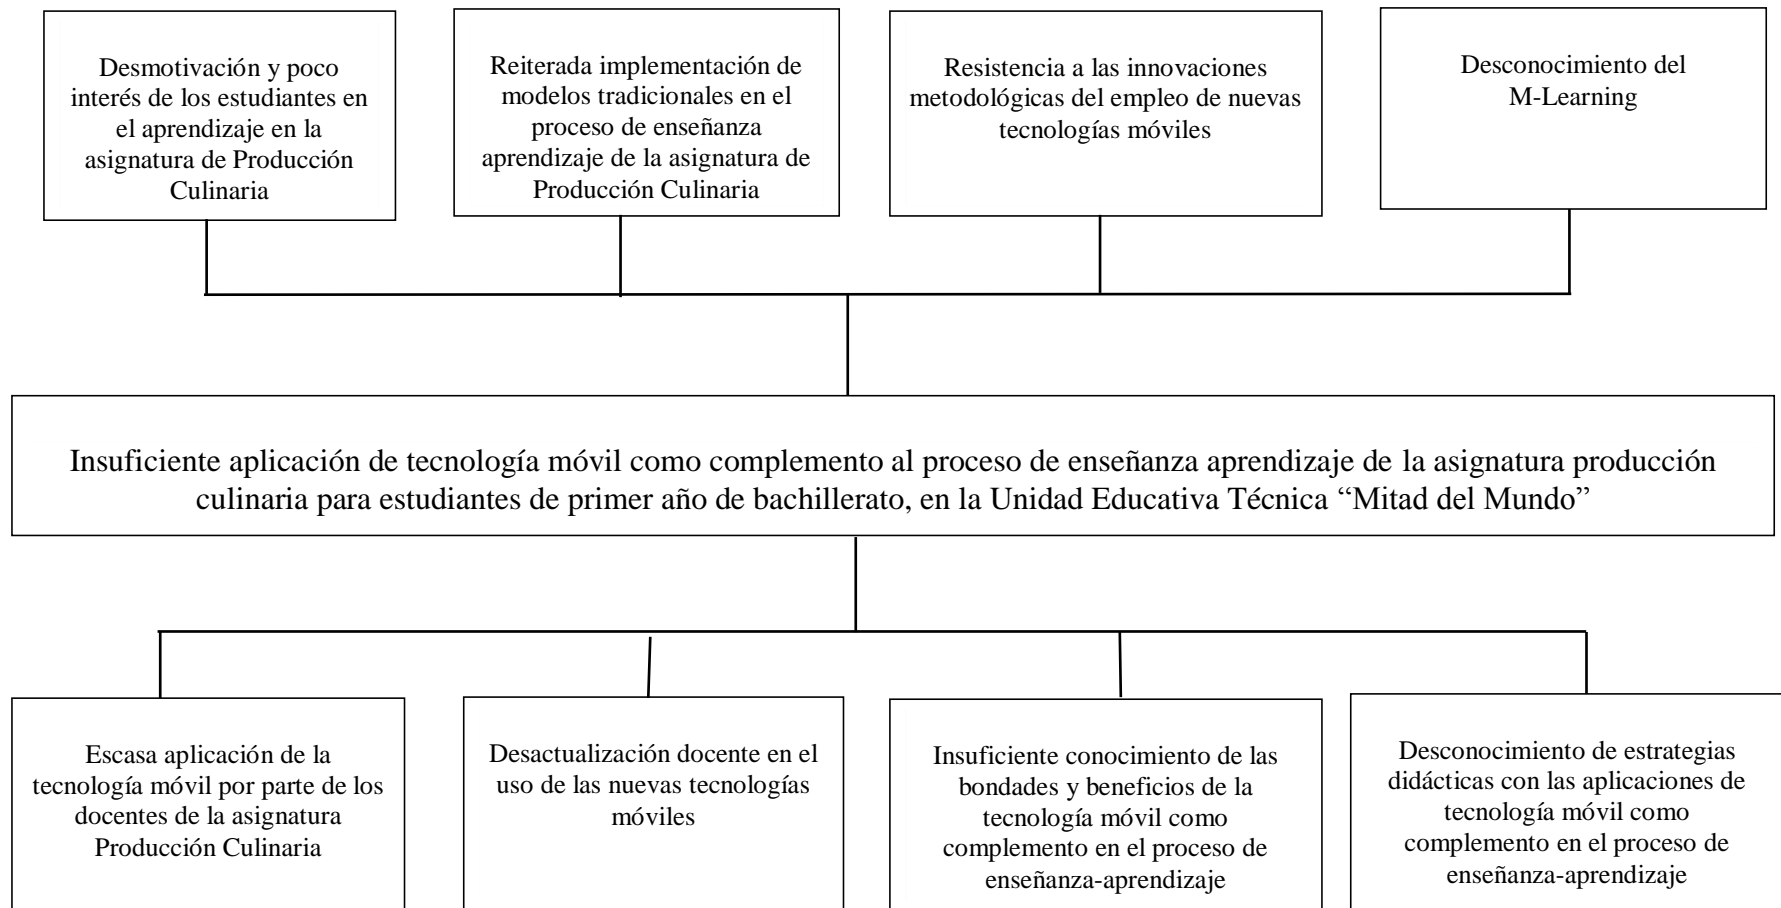 Desmotivación y poco
interés de los estudiantes en
el aprendizaje en la
asignatura de Producción
Culinaria
Reiterada implementación de
modelos tradicionales en el
proceso de enseñanza
aprendizaje de la asignatura de
Producción Culinaria
Resistencia a las innovaciones
metodológicas del empleo de nuevas
tecnologías móviles
Desconocimiento del
M-Learning
Insuficiente aplicación de tecnología móvil como complemento al proceso de enseñanza aprendizaje de la asignatura producción
culinaria para estudiantes de primer año de bachillerato, en la Unidad Educativa Técnica “Mitad del Mundo”
Escasa aplicación de la
tecnología móvil por parte de los
docentes de la asignatura
Producción Culinaria
Desactualización docente en el
uso de las nuevas tecnologías
móviles
Insuficiente conocimiento de las
bondades y beneficios de la
tecnología móvil como
complemento en el proceso de
enseñanza-aprendizaje
Desconocimiento de estrategias
didácticas con las aplicaciones de
tecnología móvil como
complemento en el proceso de
enseñanza-aprendizaje